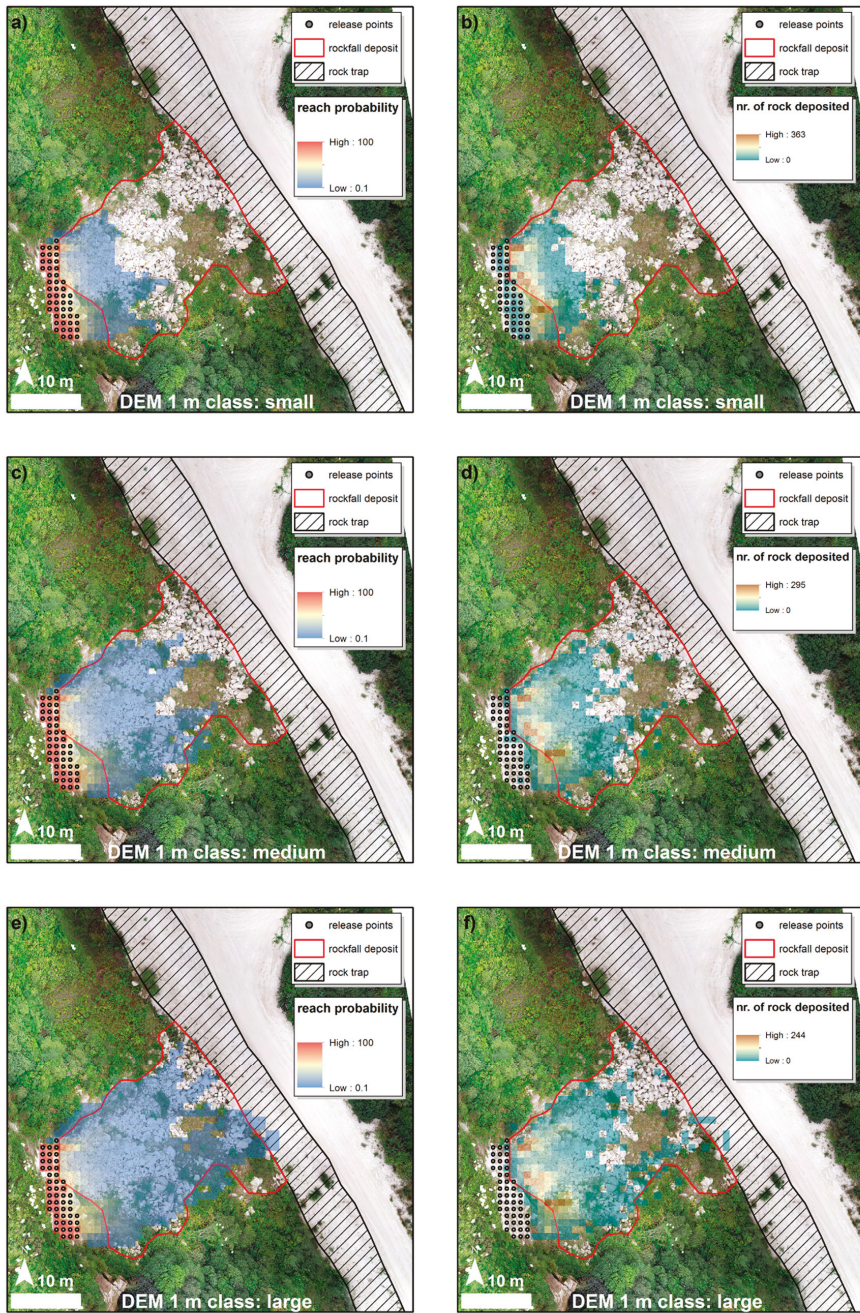 a)
release points
rockfall deposit
rock trap
reach probability
High : 100
Low : 0.1
10 m
DEM 1 m class: small
b)
release points
rockfall deposit
rock trap
nr. of rock deposited
High : 363
Low : 0
10 m
DEM 1 m class: small
c)
release points
rockfall deposit
rock trap
reach probability
High : 100
Low : 0.1
10 m
DEM 1 m class: medium
d)
release points
rockfall deposit
rock trap
nr. of rock deposited
High : 295
Low : 0
10 m
DEM 1 m class: medium
e)
release points
rockfall deposit
rock trap
reach probability
High : 100
Low : 0.1
10 m
DEM 1 m class: large
f)
release points
rockfall deposit
rock trap
nr. of rock deposited
High : 244
Low : 0
10 m
DEM 1 m class: large